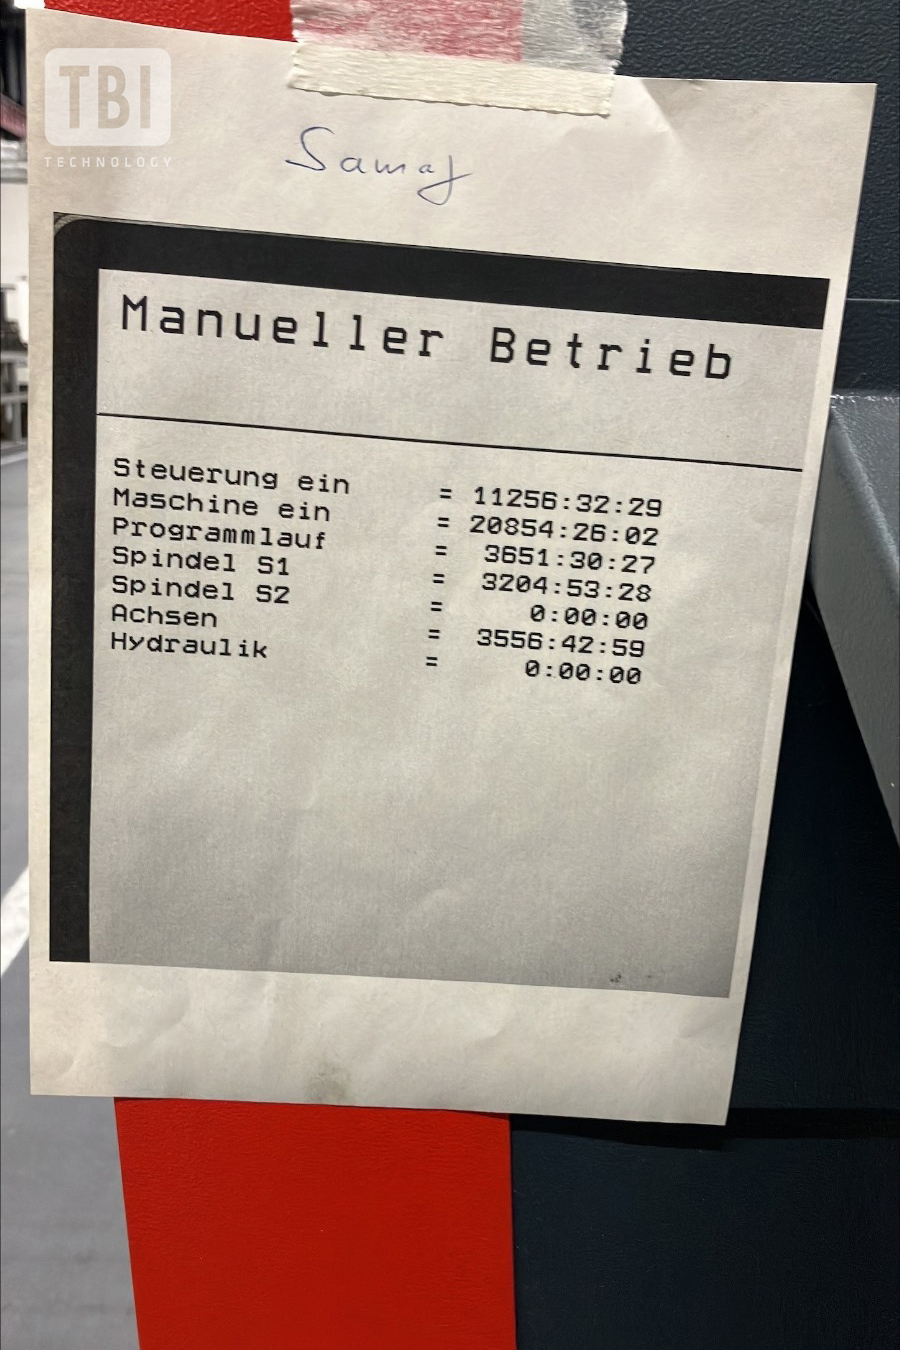 TBI
TECHNOLOGY
Samaj
Manueller Betrieb
Steuerung ein = 11256:32:29
Maschine ein = 20854:26:02
Programmlauf = 3651:30:27
Spindel S1 = 3204:53:28
Spindel S2 = 0:00:00
Achsen = 3556:42:59
Hydraulik = 0:00:00